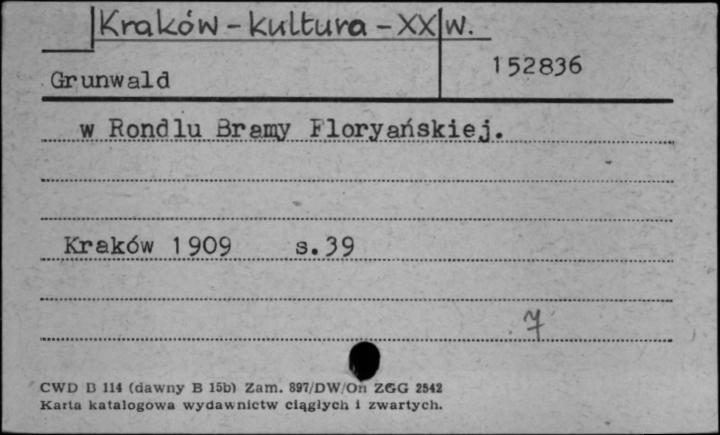 Kraków - kultura - XX w.
152836
Grunwald
w Rondlu Bramy Floryańskiej.
Kraków 1909 s.39
7
CWD B 114 (dawny B 15b) Zam. 897/DW/On ZGG 2542
Karta katalogowa wydawnictw ciągłych i zwartych.